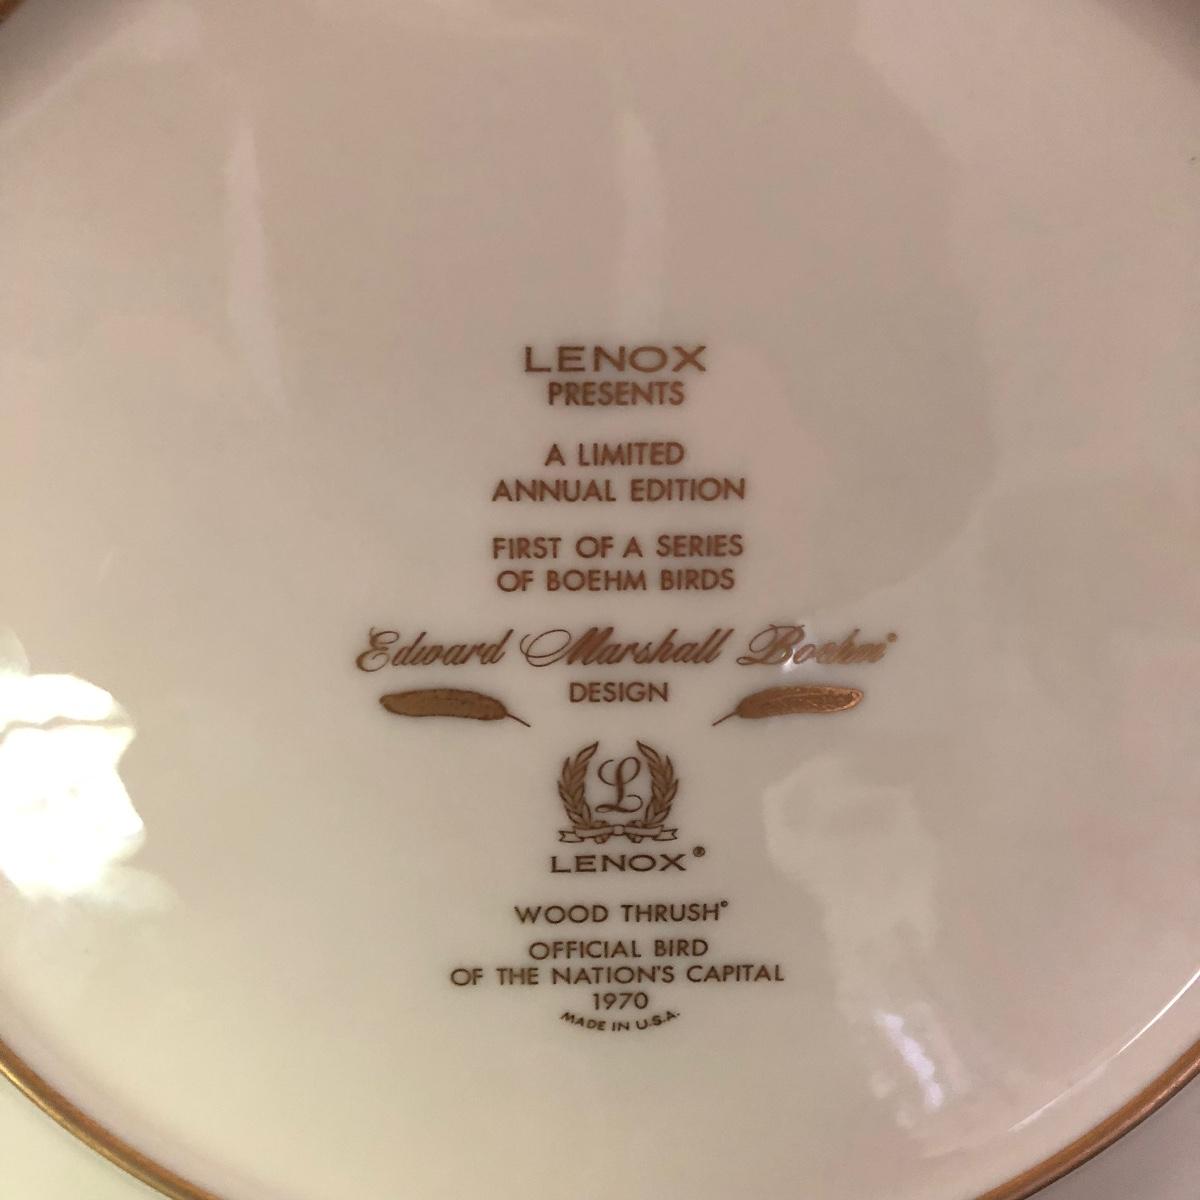 LENOX
PRESENTS
A LIMITED
ANNUAL EDITION
FIRST OF A SERIES
OF BOEHM BIRDS
Edward Marshall Boehm®
DESIGN
L
LENOX®
WOOD THRUSH®
OFFICIAL BIRD
OF THE NATION'S CAPITAL
1970
MADE IN U.S.A.